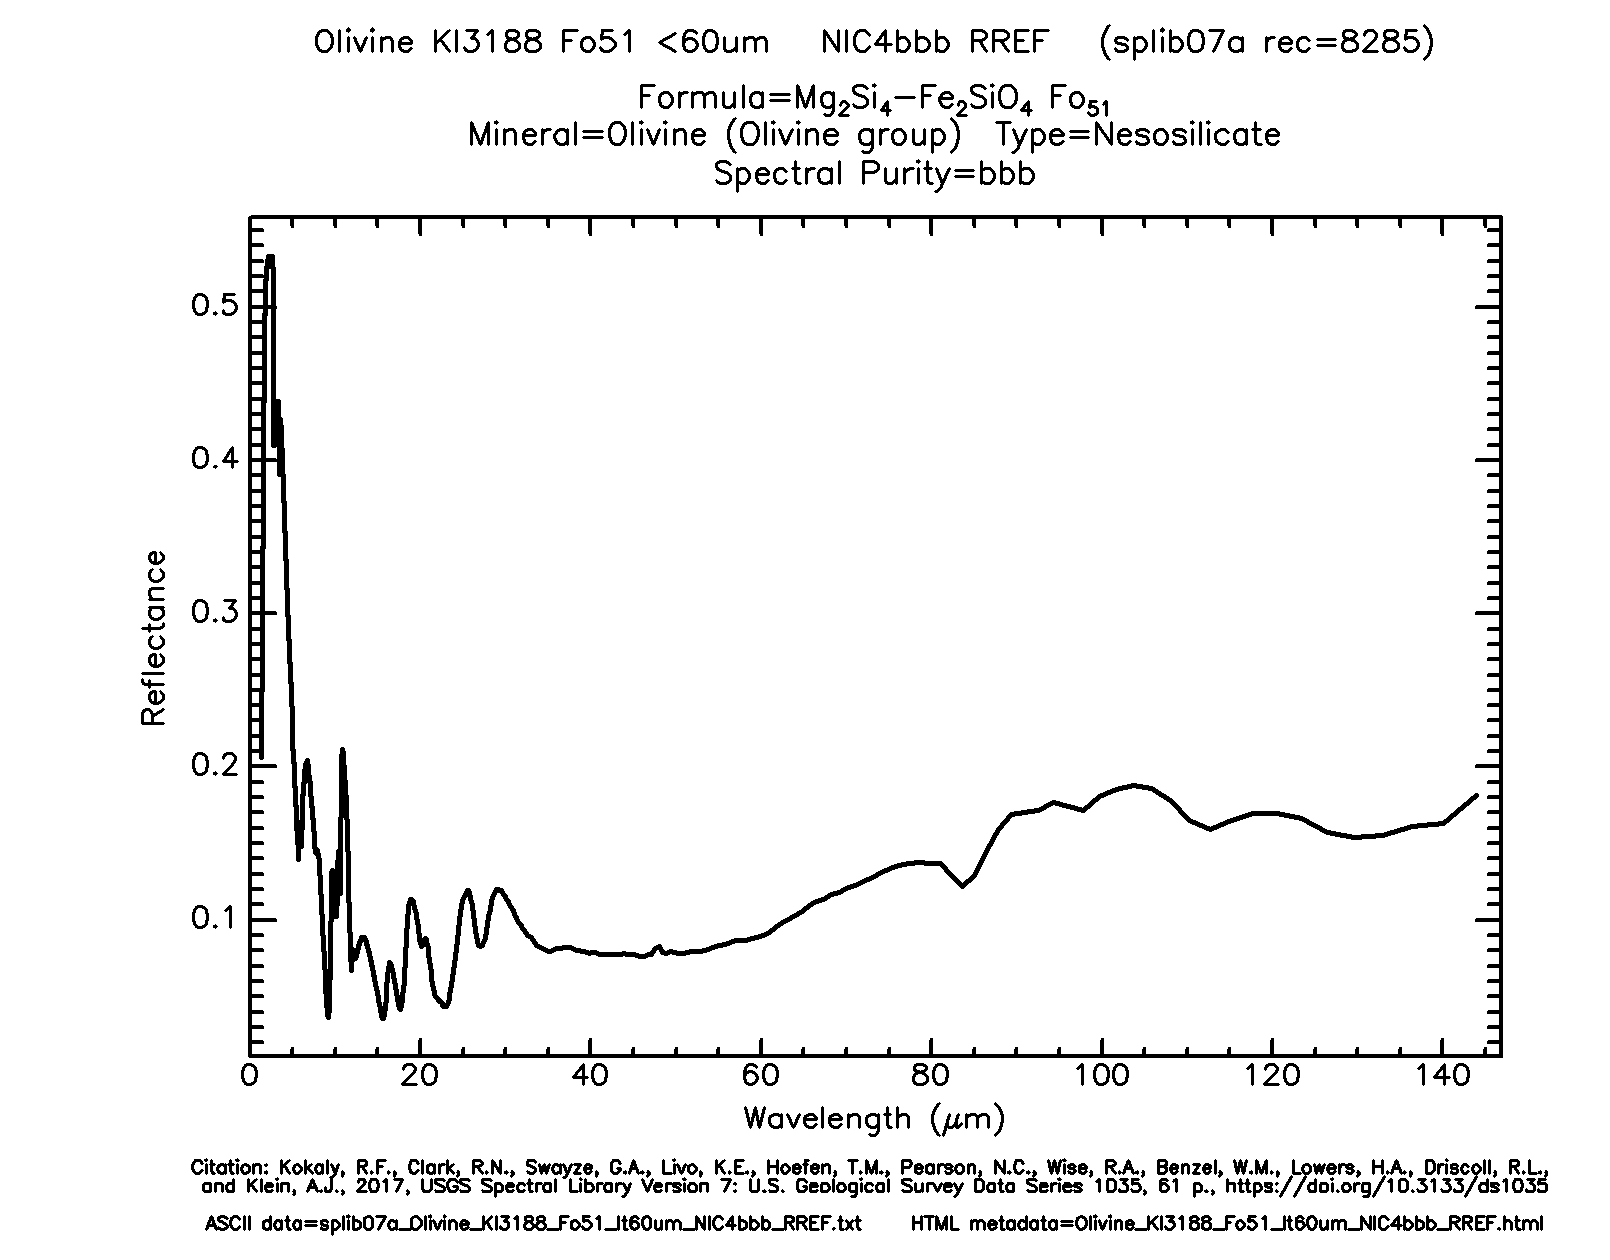 Olivine KI3188 Fo51 <60um NIC4bbb RREF (splib07a rec=8285)
Formula=Mg₂Si₄−Fe₂SiO₄ Fo₅₁
Mineral=Olivine (Olivine group) Type=Nesosilicate
Spectral Purity=bbb
0.5
0.4
0.3
0.2
0.1
Reflectance
0 20 40 60 80 100 120 140
Wavelength (μm)
Citation: Kokaly, R.F., Clark, R.N., Swayze, G.A., Livo, K.E., Hoefen, T.M., Pearson, N.C., Wise, R.A., Benzel, W.M., Lowers, H.A., Driscoll, R.L.,
and Klein, A.J., 2017, USGS Spectral Library Version 7: U.S. Geological Survey Data Series 1035, 61 p., https://doi.org/10.3133/ds1035
ASCII data=splib07a_Olivine_KI3188_Fo51_lt60um_NIC4bbb_RREF.txt HTML metadata=Olivine_KI3188_Fo51_lt60um_NIC4bbb_RREF.html